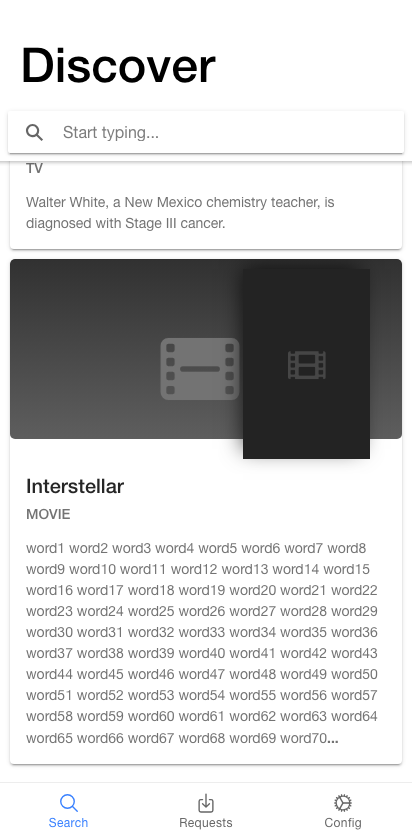 Discover
Start typing...
TV
Walter White, a New Mexico chemistry teacher, is
diagnosed with Stage III cancer.
Interstellar
MOVIE
word1 word2 word3 word4 word5 word6 word7 word8
word9 word10 word11 word12 word13 word14 word15
word16 word17 word18 word19 word20 word21 word22
word23 word24 word25 word26 word27 word28 word29
word30 word31 word32 word33 word34 word35 word36
word37 word38 word39 word40 word41 word42 word43
word44 word45 word46 word47 word48 word49 word50
word51 word52 word53 word54 word55 word56 word57
word58 word59 word60 word61 word62 word63 word64
word65 word66 word67 word68 word69 word70...
Search Requests Config